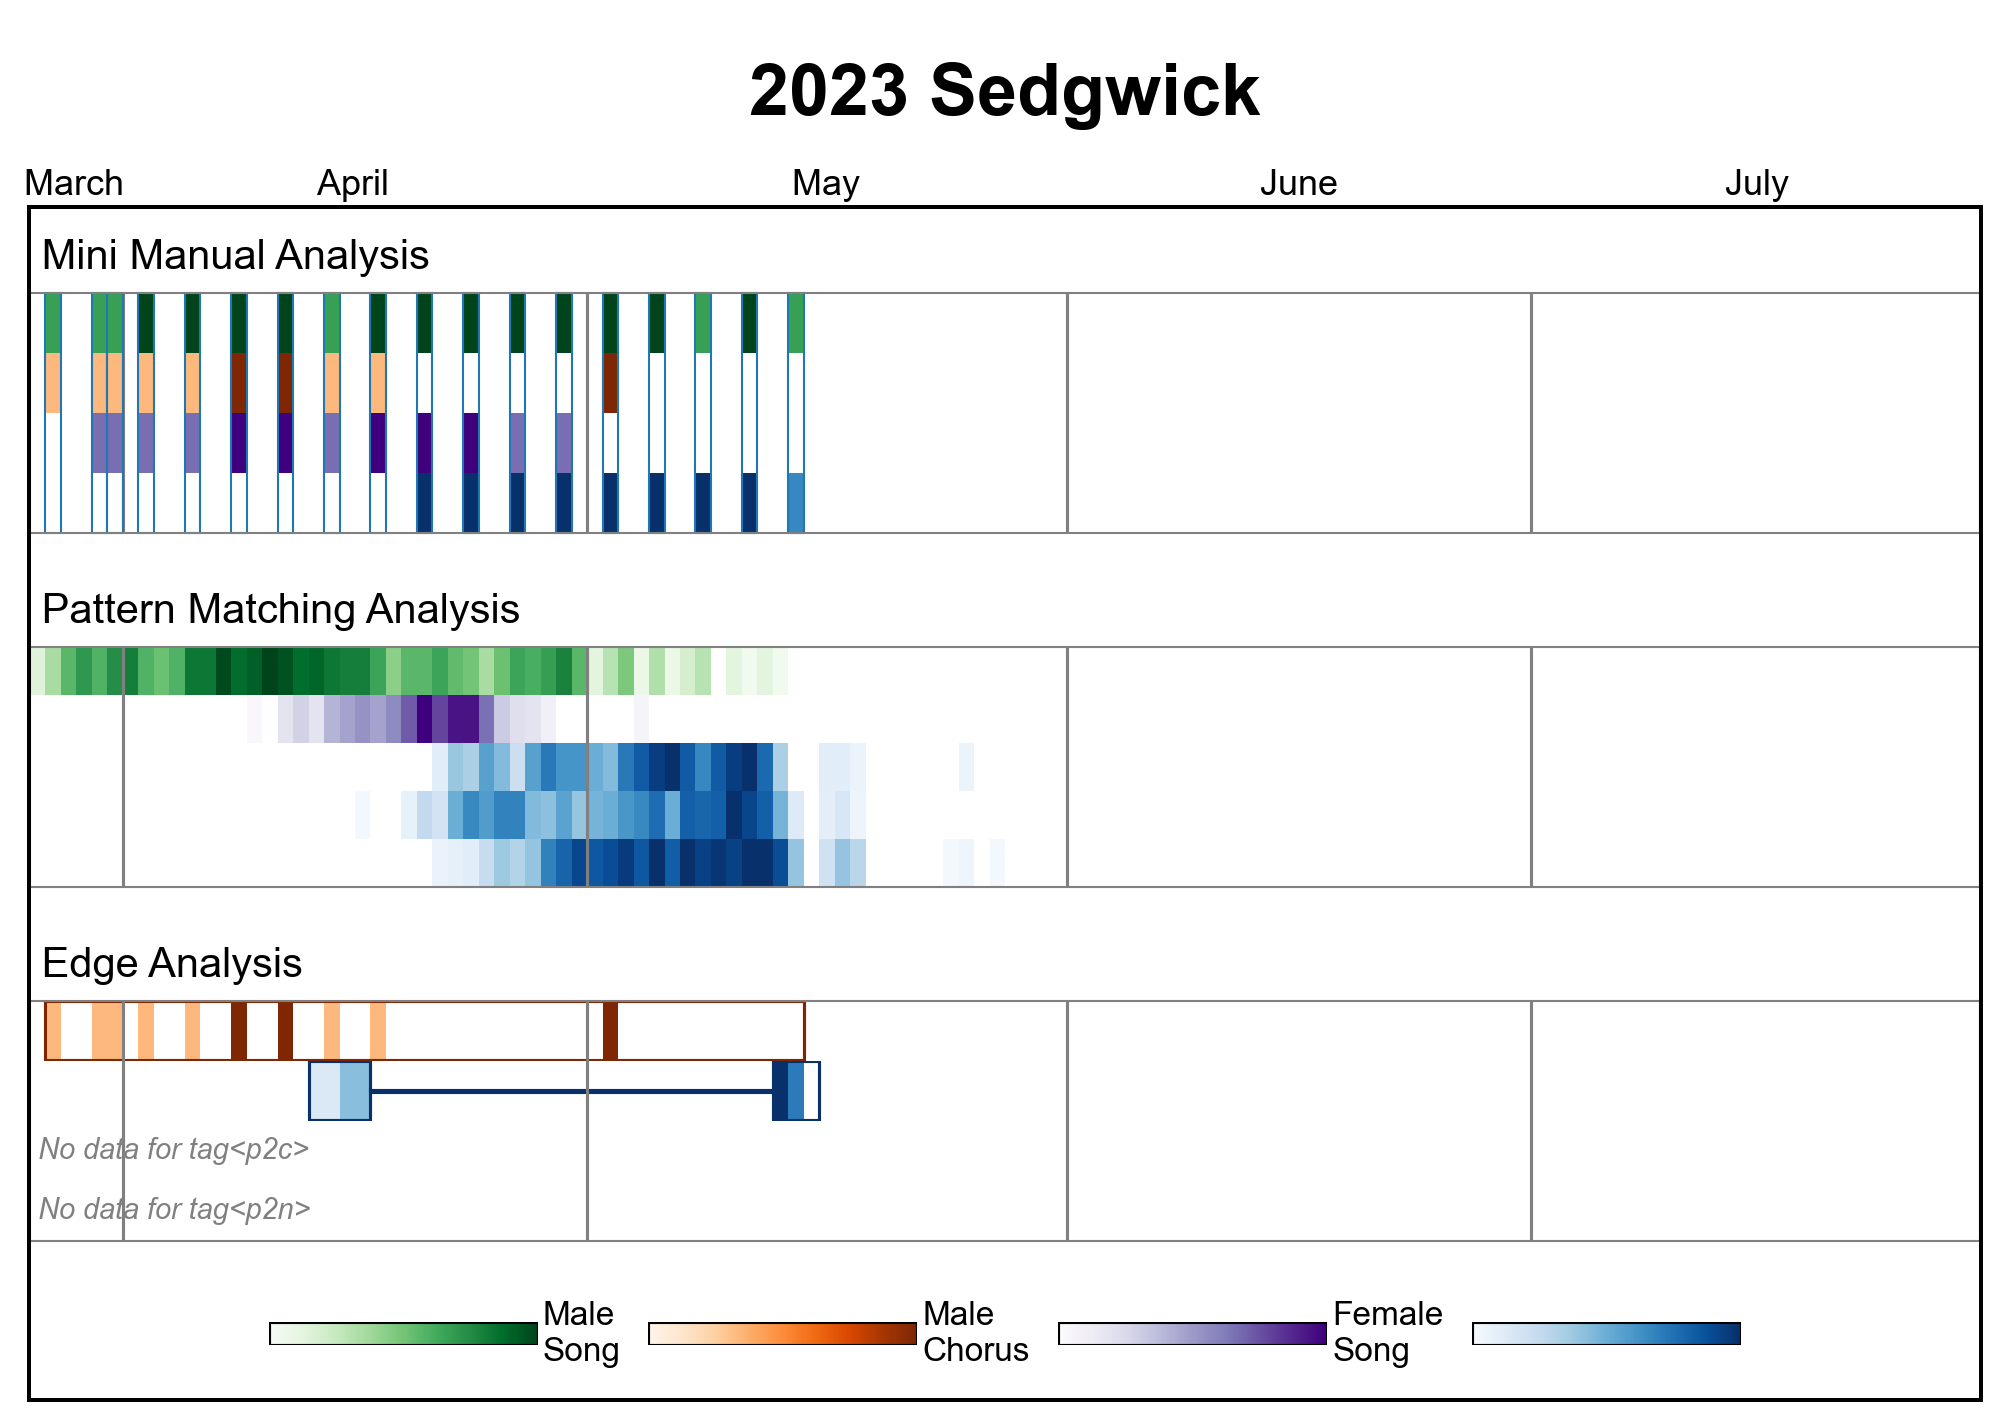 2023 Sedgwick
March April May June July
Mini Manual Analysis
Pattern Matching Analysis
Edge Analysis
No data for tag<p2c>
No data for tag<p2n>
Male Male Female
Song Chorus Song